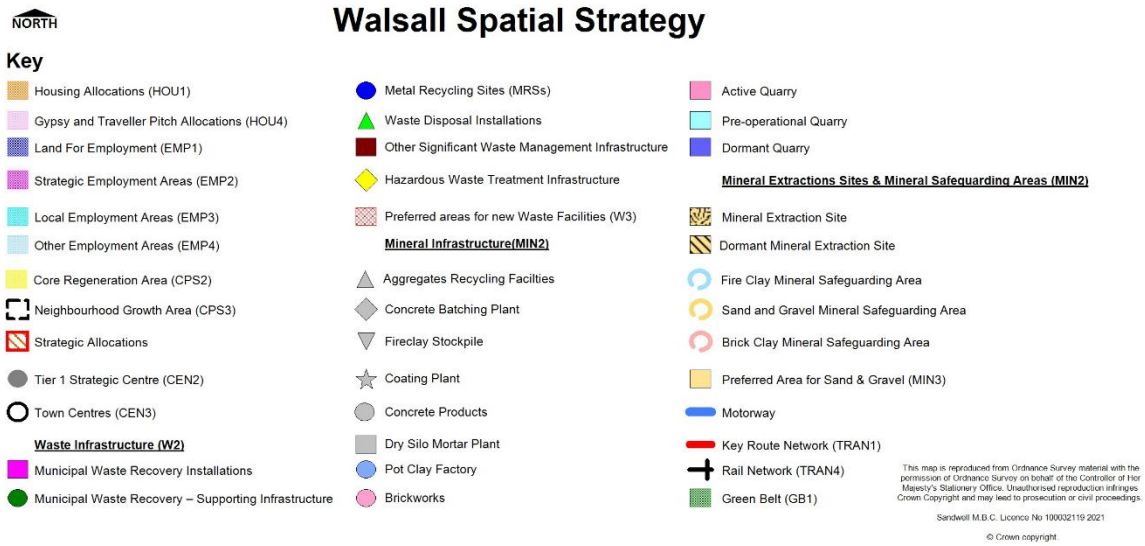 NORTH
Walsall Spatial Strategy
Key
Housing Allocations (HOU1)
Gypsy and Traveller Pitch Allocations (HOU4)
Land For Employment (EMP1)
Strategic Employment Areas (EMP2)
Local Employment Areas (EMP3)
Other Employment Areas (EMP4)
Core Regeneration Area (CPS2)
Neighbourhood Growth Area (CPS3)
Strategic Allocations
Tier 1 Strategic Centre (CEN2)
Town Centres (CEN3)
Waste Infrastructure (W2)
Municipal Waste Recovery Installations
Municipal Waste Recovery – Supporting Infrastructure
Metal Recycling Sites (MRSs)
Waste Disposal Installations
Other Significant Waste Management Infrastructure
Hazardous Waste Treatment Infrastructure
Preferred areas for new Waste Facilities (W3)
Mineral Infrastructure(MIN2)
Aggregates Recycling Facilties
Concrete Batching Plant
Fireclay Stockpile
Coating Plant
Concrete Products
Dry Silo Mortar Plant
Pot Clay Factory
Brickworks
Active Quarry
Pre-operational Quarry
Dormant Quarry
Mineral Extractions Sites & Mineral Safeguarding Areas (MIN2)
Mineral Extraction Site
Dormant Mineral Extraction Site
Fire Clay Mineral Safeguarding Area
Sand and Gravel Mineral Safeguarding Area
Brick Clay Mineral Safeguarding Area
Preferred Area for Sand & Gravel (MIN3)
Motorway
Key Route Network (TRAN1)
Rail Network (TRAN4)
Green Belt (GB1)
This map is reproduced from Ordnance Survey material with the
permission of Ordnance Survey on behalf of the Controller of Her
Majesty's Stationery Office. Unauthorised reproduction infringes
Crown Copyright and may lead to prosecution or civil proceedings.
Sandwell M.B.C. Licence No 100032119 2021
© Crown copyright.